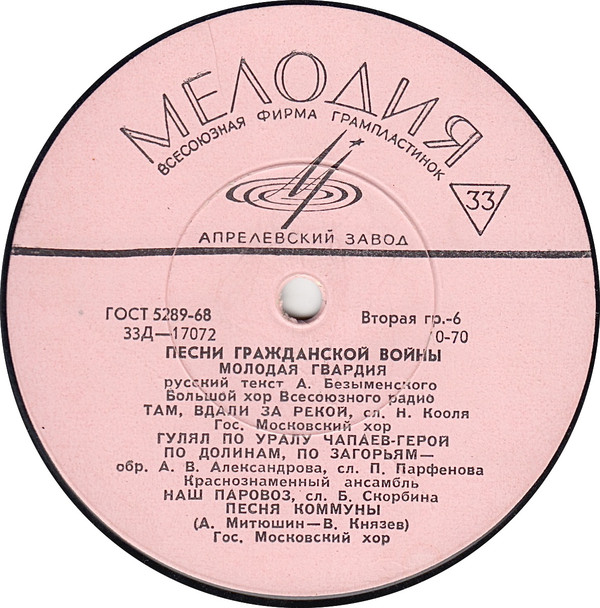 МЕЛОДИЯ
ВСЕСОЮЗНАЯ ФИРМА ГРАМПЛАСТИНОК
33
АПРЕЛЕВСКИЙ ЗАВОД
ГОСТ 5289-68 Вторая гр.-6
33Д—17072 0-70
ПЕСНИ ГРАЖДАНСКОЙ ВОЙНЫ
МОЛОДАЯ ГВАРДИЯ
русский текст А. Безыменского
Большой хор Всесоюзного радио
ТАМ, ВДАЛИ ЗА РЕКОЙ, сл. Н. Кооля
Гос. Московский хор
ГУЛЯЛ ПО УРАЛУ ЧАПАЕВ-ГЕРОЙ
ПО ДОЛИНАМ, ПО ЗАГОРЬЯМ—
обр. А. В. Александрова, сл. П. Парфенова
Краснознаменный ансамбль
НАШ ПАРОВОЗ, сл. Б. Скорбина
ПЕСНЯ КОММУНЫ
(А. Митюшин—В. Князев)
Гос. Московский хор